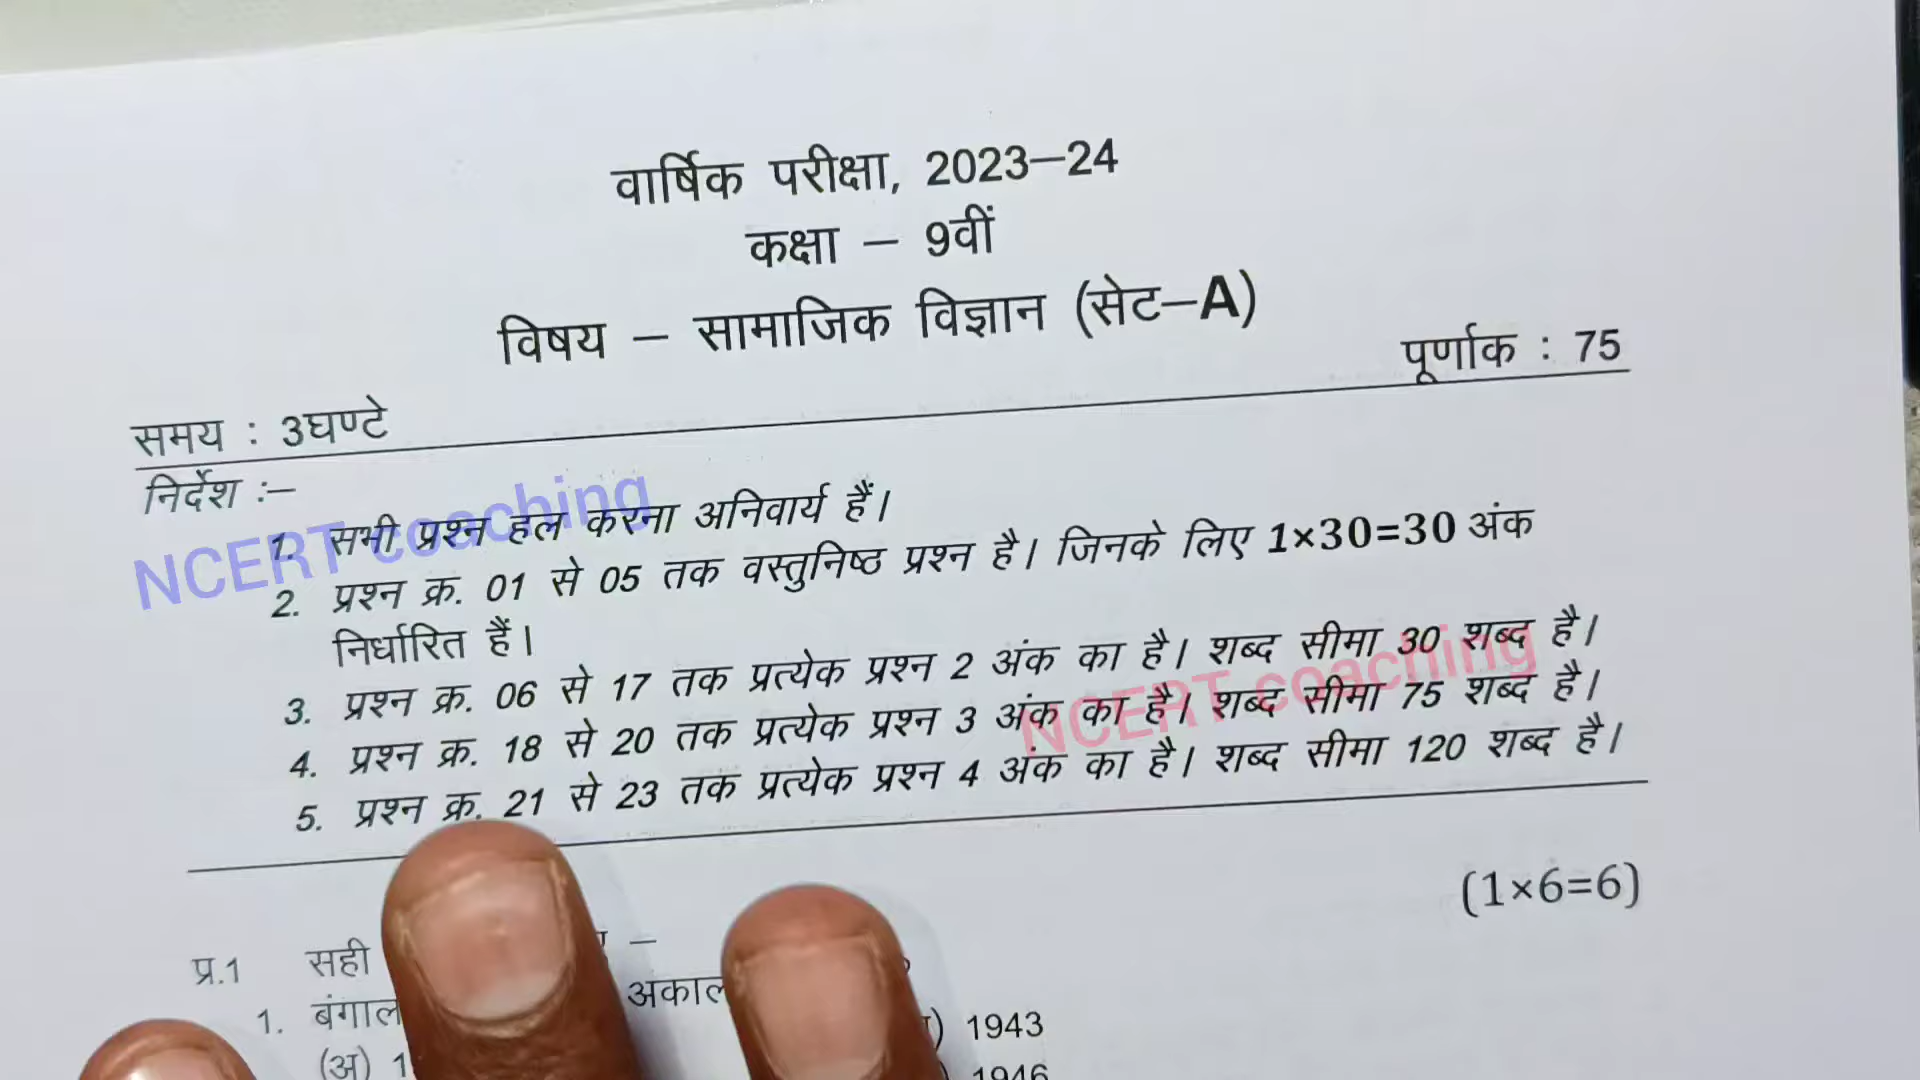 वार्षिक परीक्षा, 2023–24
कक्षा – 9वीं
विषय – सामाजिक विज्ञान (सेट–A)
पूर्णाक : 75
समय : 3घण्टे
निर्देश :–
1. सभी प्रश्न हल करना अनिवार्य हैं।
2. प्रश्न क्र. 01 से 05 तक वस्तुनिष्ठ प्रश्न है। जिनके लिए 1×30=30 अंक
निर्धारित हैं।
3. प्रश्न क्र. 06 से 17 तक प्रत्येक प्रश्न 2 अंक का है। शब्द सीमा 30 शब्द है।
4. प्रश्न क्र. 18 से 20 तक प्रत्येक प्रश्न 3 अंक का है। शब्द सीमा 75 शब्द है।
5. प्रश्न क्र. 21 से 23 तक प्रत्येक प्रश्न 4 अंक का है। शब्द सीमा 120 शब्द है।
NCERT coaching
NCERT coaching
(1×6=6)
प्र.1 सही –
1. बंगाल अकाल
(अ) 1943
1946